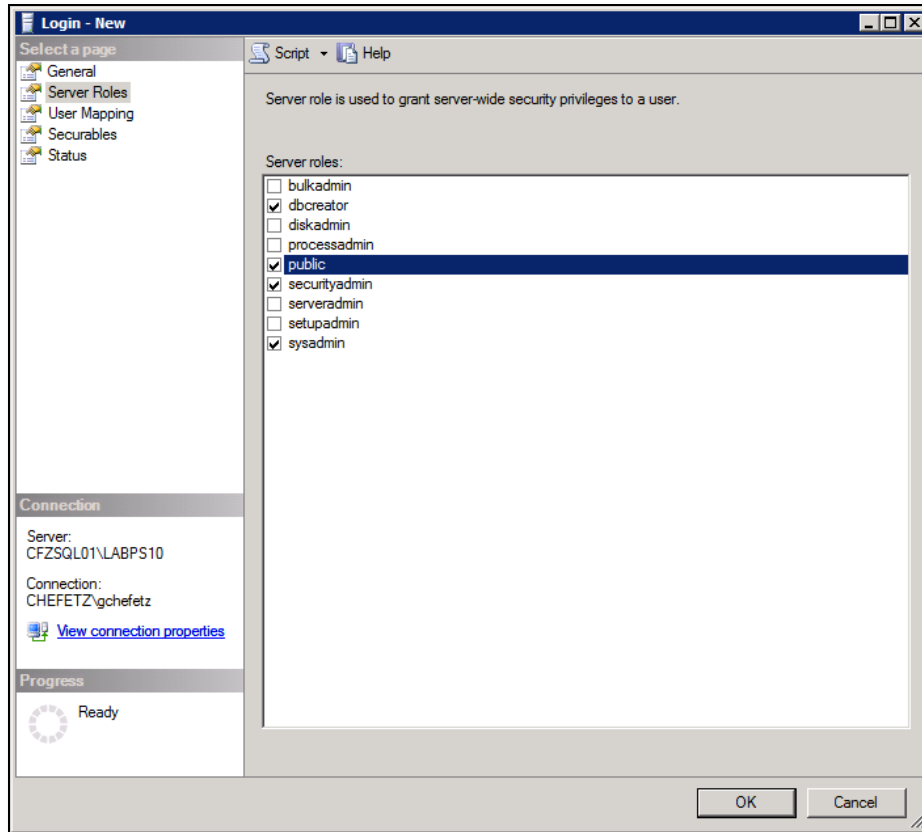 Login - New
Select a page
General
Server Roles
User Mapping
Securables
Status
Script
Help
Server role is used to grant server-wide security privileges to a user.
Server roles:
bulkadmin
dbcreator
diskadmin
processadmin
public
securityadmin
serveradmin
setupadmin
sysadmin
Connection
Server:
CFZSQL01\LABPS10
Connection:
CHEFETZ\gchefetz
View connection properties
Progress
Ready
OK
Cancel